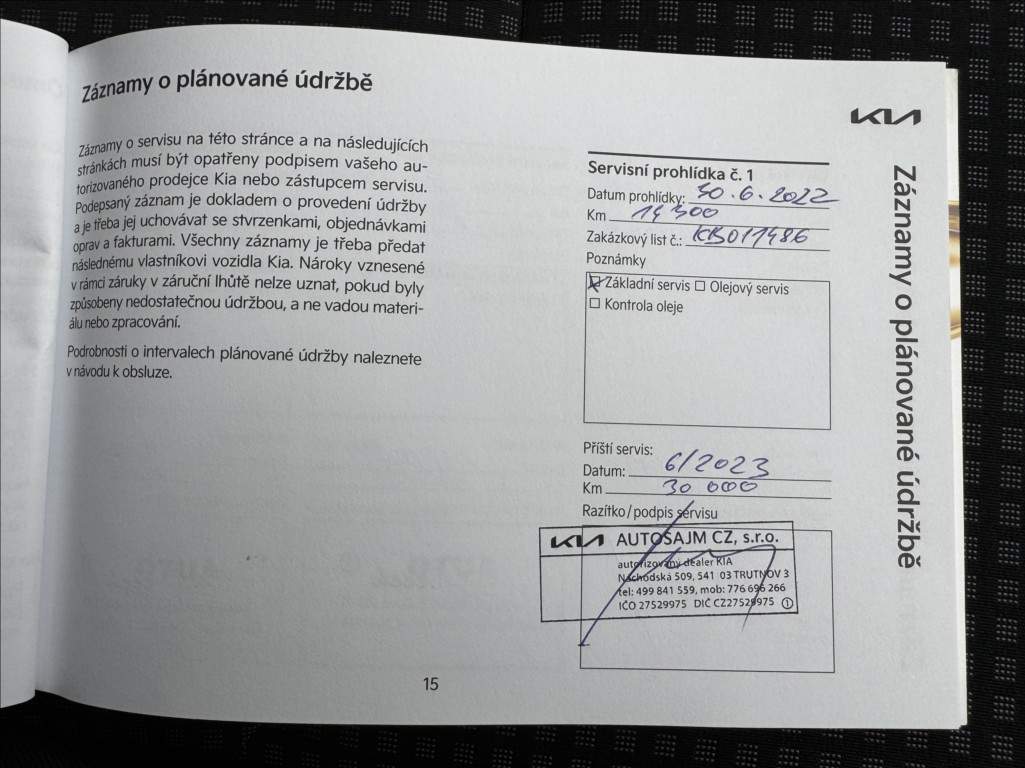 Záznamy o plánované údržbě
Záznamy o servisu na této stránce a na následujících
stránkách musí být opatřeny podpisem vašeho au-
torizovaného prodejce Kia nebo zástupcem servisu.
Podepsaný záznam je dokladem o provedení údržby
a je třeba jej uchovávat se stvrzenkami, objednávkami
oprav a fakturami. Všechny záznamy je třeba předat
následnému vlastníkovi vozidla Kia. Nároky vznesené
v rámci záruky v záruční lhůtě nelze uznat, pokud byly
způsobeny nedostatečnou údržbou, a ne vadou materi-
álu nebo zpracování.
Podrobnosti o intervalech plánované údržby naleznete
v návodu k obsluze.
15
KIA
Servisní prohlídka č. 1
Datum prohlídky: 30.6.2022
Km
Zakázkový list č.: KB011486
Poznámky
Základní servis Olejový servis
Kontrola oleje
Příští servis:
Datum: 6/2023
Km 30 000
Razítko/podpis servisu
KIA AUTOSAJM CZ, s.r.o.
autorizovaný dealer KIA
Náchodská 509, 541 03 TRUTNOV 3
tel: 499 841 559, mob: 776 696 266
IČO 27529975 DIČ CZ27529975 1
Záznamy o plánované údržbě